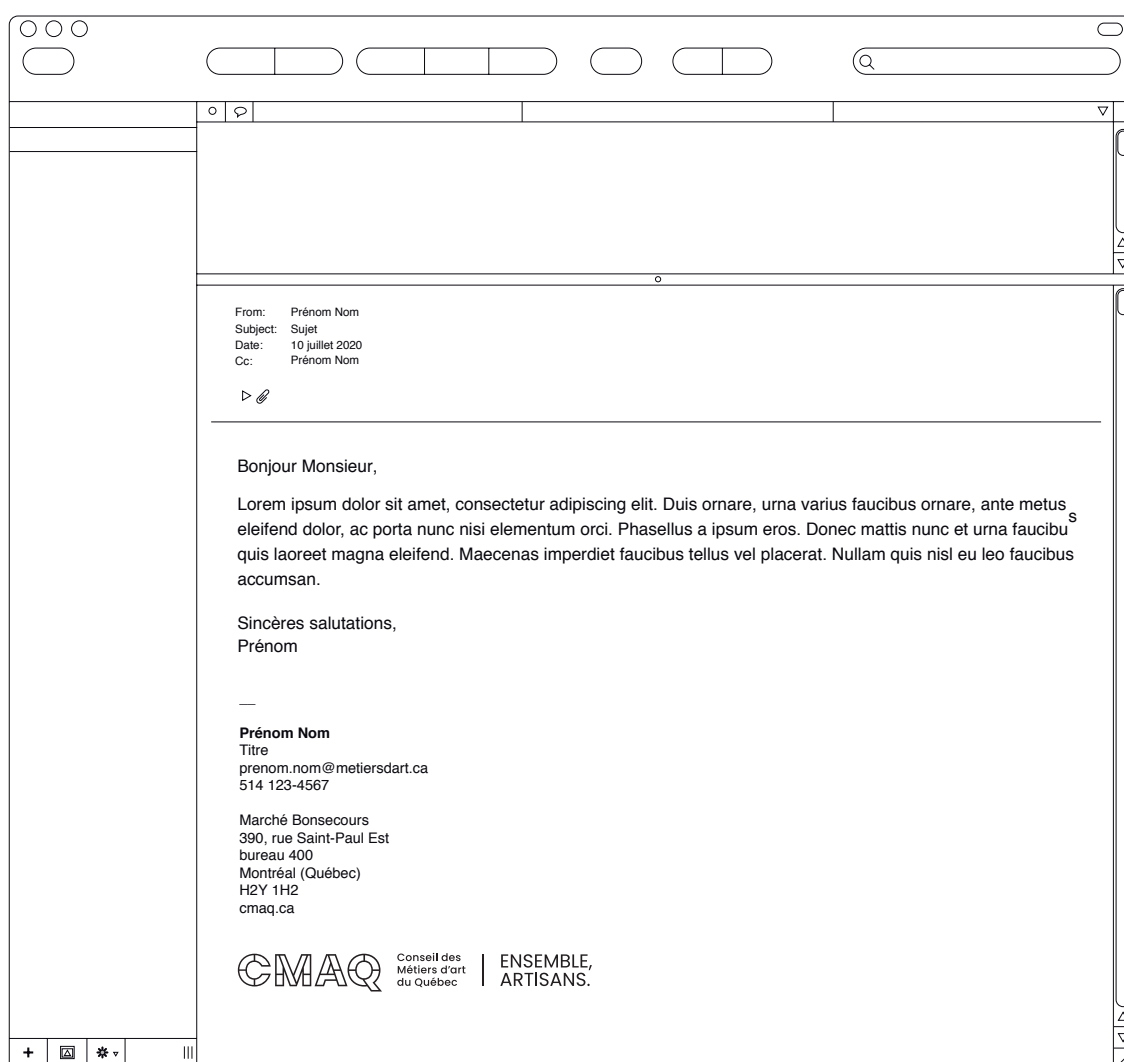 From: Prénom Nom
Subject: Sujet
Date: 10 juillet 2020
Cc: Prénom Nom
Bonjour Monsieur,
Lorem ipsum dolor sit amet, consectetur adipiscing elit. Duis ornare, urna varius faucibus ornare, ante metus
eleifend dolor, ac porta nunc nisi elementum orci. Phasellus a ipsum eros. Donec mattis nunc et urna faucibus
quis laoreet magna eleifend. Maecenas imperdiet faucibus tellus vel placerat. Nullam quis nisl eu leo faucibus
accumsan.
Sincères salutations,
Prénom
—
Prénom Nom
Titre
prenom.nom@metiersdart.ca
514 123-4567
Marché Bonsecours
390, rue Saint-Paul Est
bureau 400
Montréal (Québec)
H2Y 1H2
cmaq.ca
CMAQ
Conseil des
Métiers d'art
du Québec
ENSEMBLE,
ARTISANS.